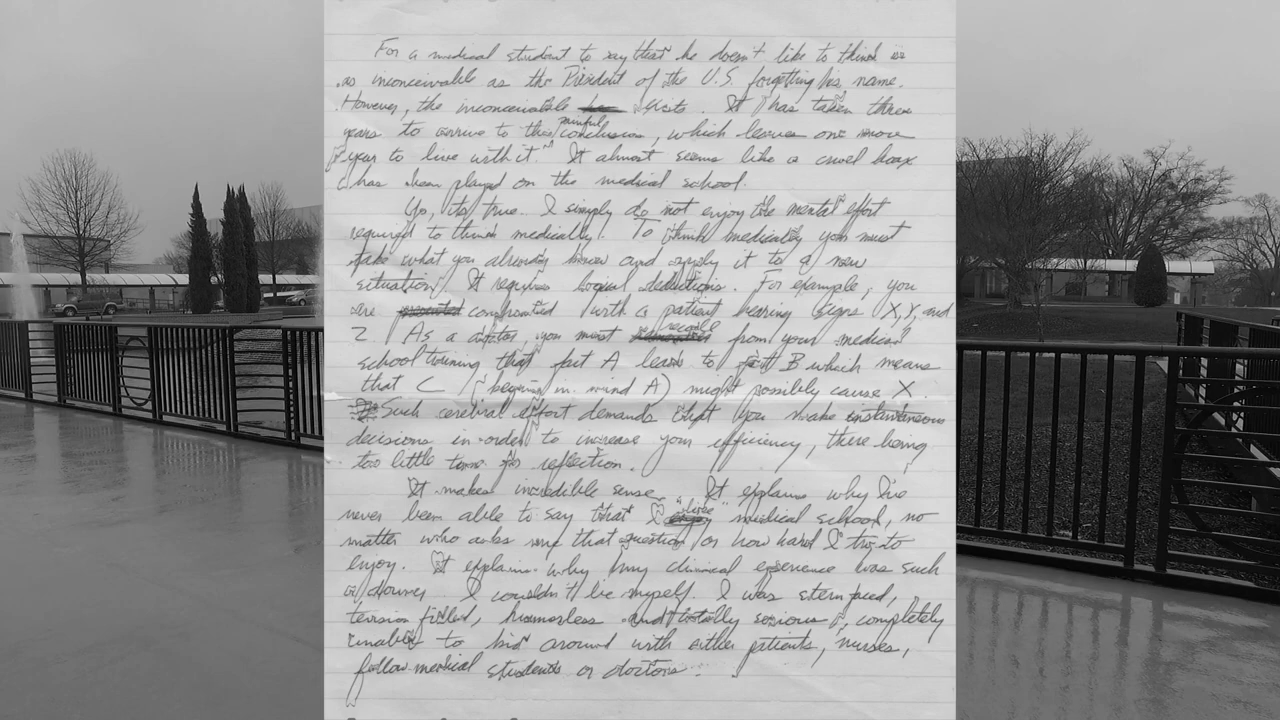 For a medical student to say that he doesn't like to think is
as inconceivable as the President of the U.S. forgetting his name.
However, the inconceivable exists. It has taken three
years to arrive to this painful conclusion, which leaves one more
year to live with it. It almost seems like a cruel hoax
has been played on the medical school.
Yes, it's true. I simply do not enjoy the mental effort
required to think medically. To think medically you must
take what you already know and apply it to a new
situation. It requires logical deductions. For example, you
are confronted with a patient bearing signs X, Y, and
Z. As a doctor, you must recall from your medical
school training that fact A leads to fact B which means
that C (keeping in mind A) might possibly cause X.
Such cerebral effort demands that you make instantaneous
decisions in order to increase your efficiency, there being
too little time for reflection.
It makes incredible sense. It explains why I've
never been able to say that I "like" medical school, no
matter who asks me that question or how hard I try to
enjoy. It explains why my clinical experience was such
a downer. I couldn't be myself. I was stern faced,
tension filled, humorless and totally serious, completely
unable to kid around with either patients, nurses,
fellow medical students or doctors.